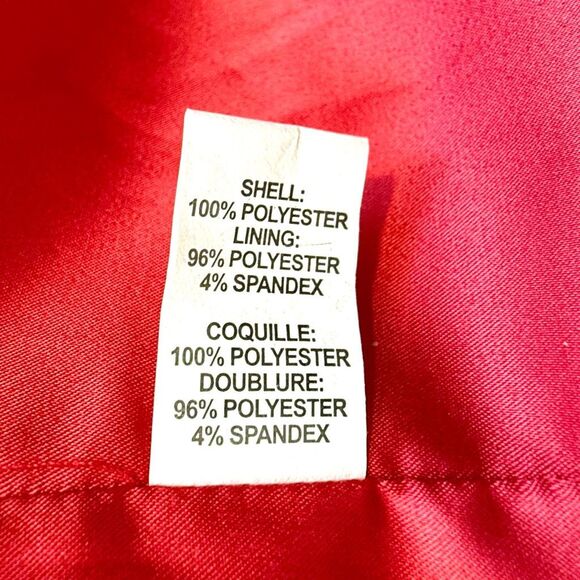 SHELL:
100% POLYESTER
LINING:
96% POLYESTER
4% SPANDEX
COQUILLE:
100% POLYESTER
DOUBLURE:
96% POLYESTER
4% SPANDEX